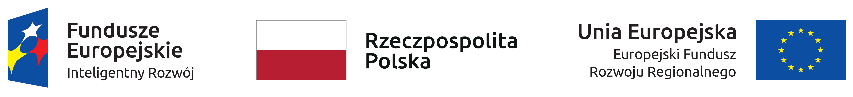 Fundusze
Europejskie
Inteligentny Rozwój
Rzeczpospolita
Polska
Unia Europejska
Europejski Fundusz
Rozwoju Regionalnego